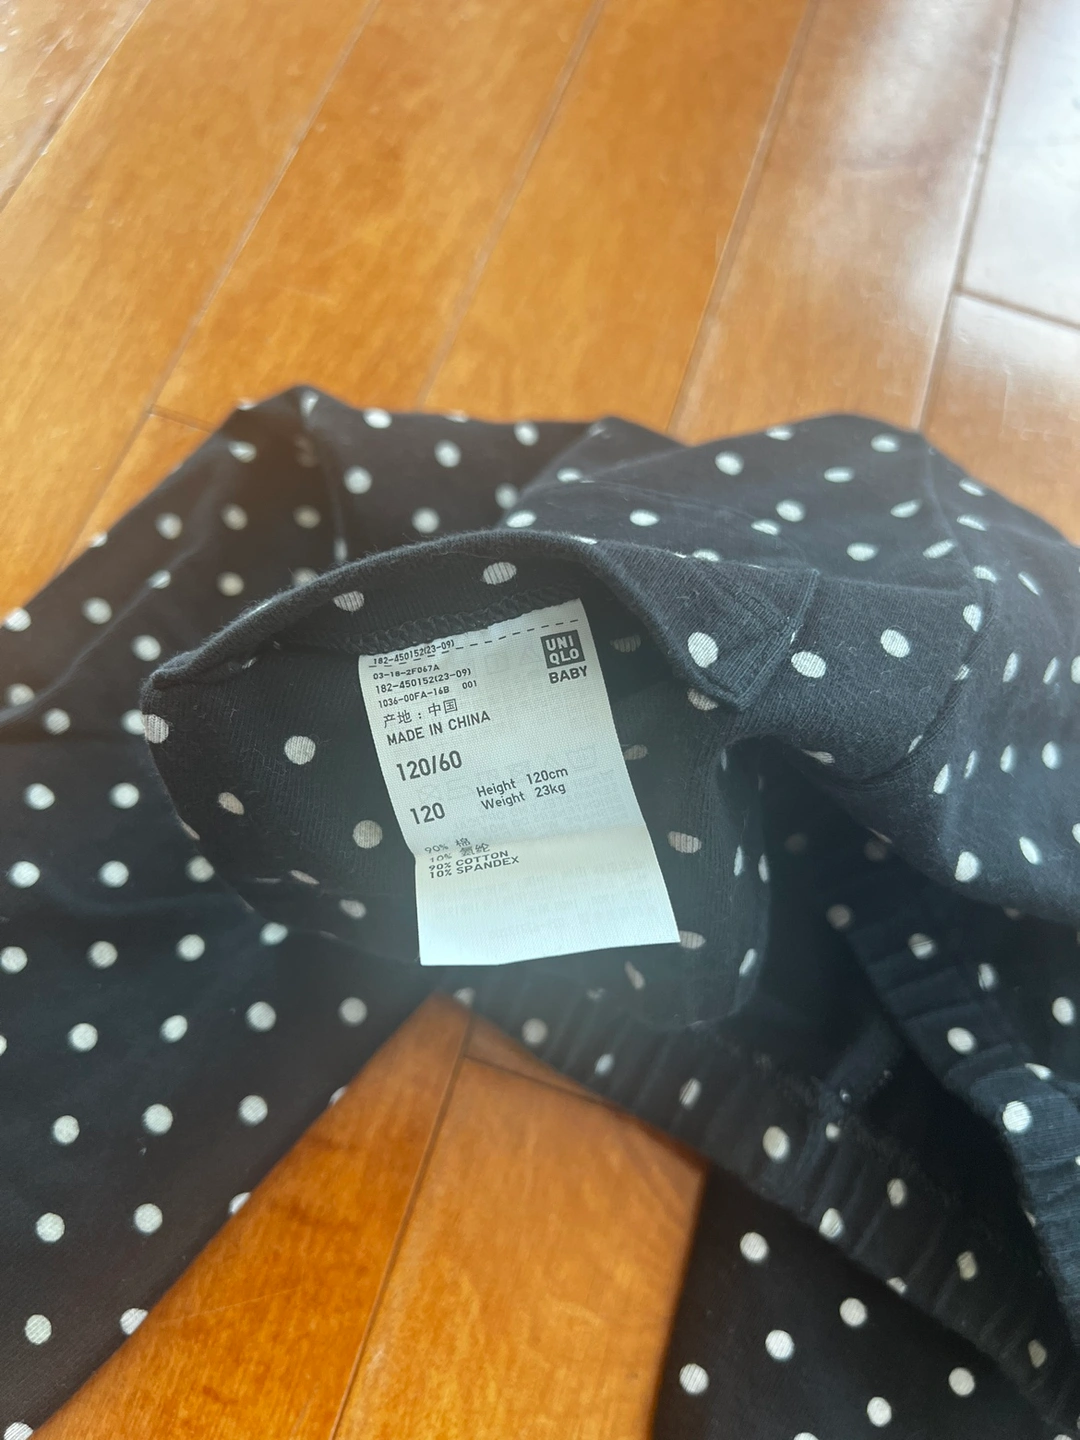 182-450152(23-09)
UNI
QLO
BABY
03-18-2F067A
182-450152(23-09)
1036-00FA-16B 001
产地：中国
MADE IN CHINA
120/60
120
Height 120cm
Weight 23kg
90% 棉
10% 氨纶
90% COTTON
10% SPANDEX